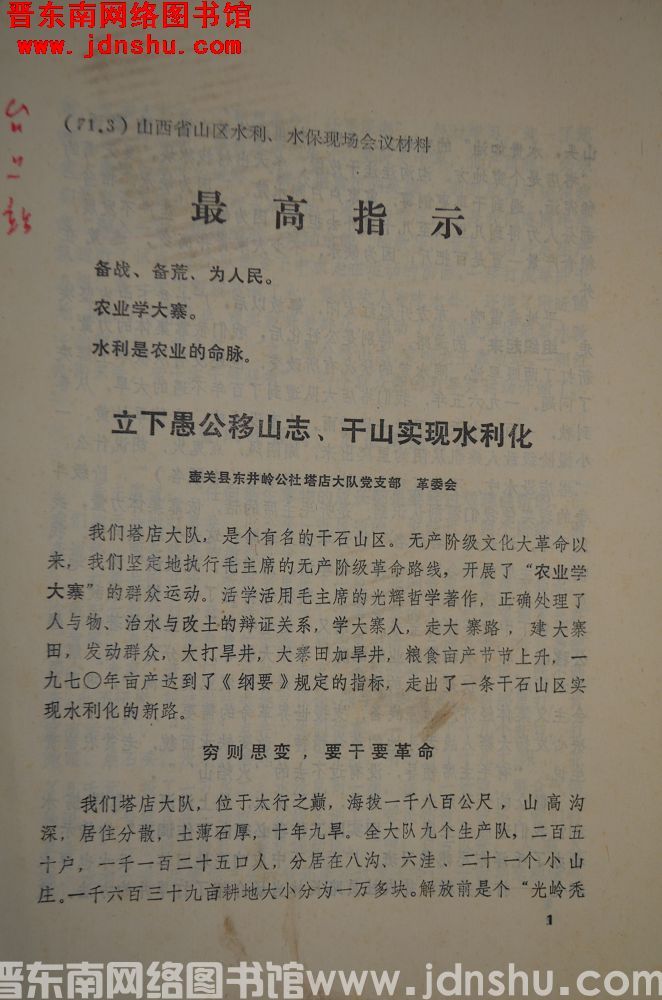 晋东南网络图书馆
www.jdnshu.com
(71.3)山西省山区水利、水保现场会议材料
最高指示
备战、备荒、为人民。
农业学大寨。
水利是农业的命脉。
立下愚公移山志、干山实现水利化
壶关县东井岭公社塔店大队党支部 革委会
我们塔店大队，是个有名的干石山区。无产阶级文化大革命以
来，我们坚定地执行毛主席的无产阶级革命路线，开展了“农业学
大寨”的群众运动。活学活用毛主席的光辉哲学著作，正确处理了
人与物、治水与改土的辩证关系，学大寨人，走大寨路，建大寨
田，发动群众，大打旱井，大寨田加旱井，粮食亩产节节上升，一
九七〇年亩产达到了《纲要》规定的指标，走出了一条干石山区实
现水利化的新路。
穷则思变，要干要革命
我们塔店大队，位于太行之巅，海拔一千八百公尺，山高沟
深，居住分散，土薄石厚，十年九旱。全大队九个生产队，二百五
十户，一千一百二十五口人，分居在八沟、六洼、二十一个小山
庄。一千六百三十九亩耕地大小分为一万多块。解放前是个“光岭秃
1
晋东南网络图书馆www.jdnshu.com